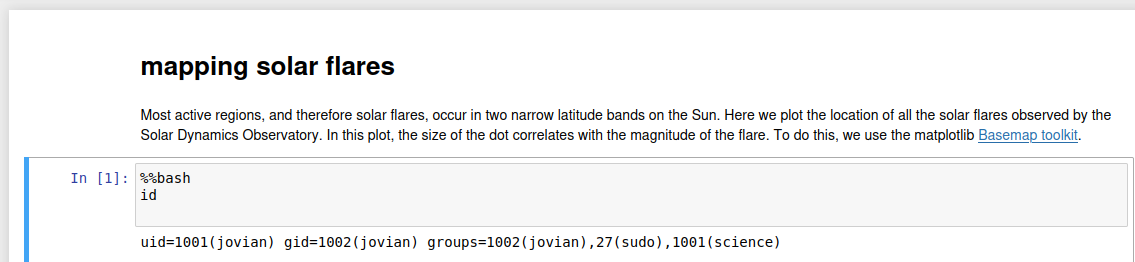 mapping solar flares
Most active regions, and therefore solar flares, occur in two narrow latitude bands on the Sun. Here we plot the location of all the solar flares observed by the
Solar Dynamics Observatory. In this plot, the size of the dot correlates with the magnitude of the flare. To do this, we use the matplotlib Basemap toolkit.
In [1]: %%bash
id
uid=1001(jovian) gid=1002(jovian) groups=1002(jovian),27(sudo),1001(science)